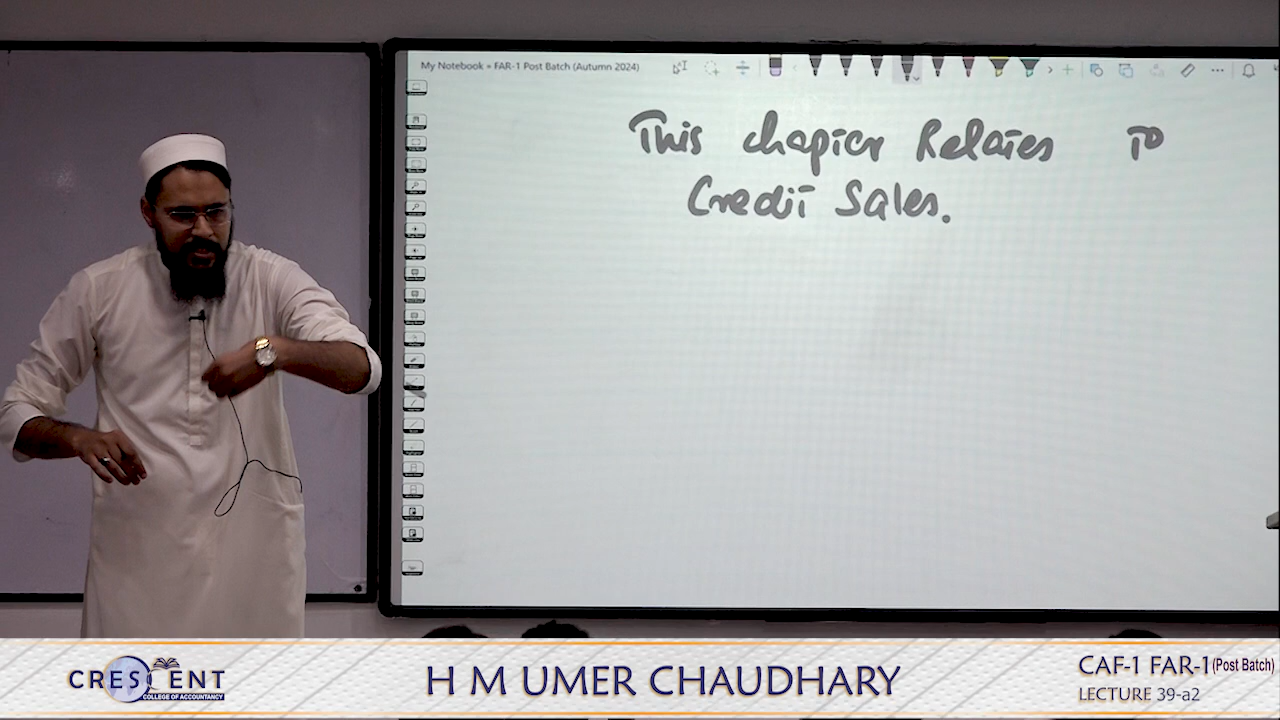 My Notebook » FAR-1 Post Batch (Autumn 2024)
This chapter Relates to
Credit Sales.
CRESCENT
COLLEGE OF ACCOUNTANCY
H M UMER CHAUDHARY
CAF-1 FAR-1 (Post Batch)
LECTURE 39-a2